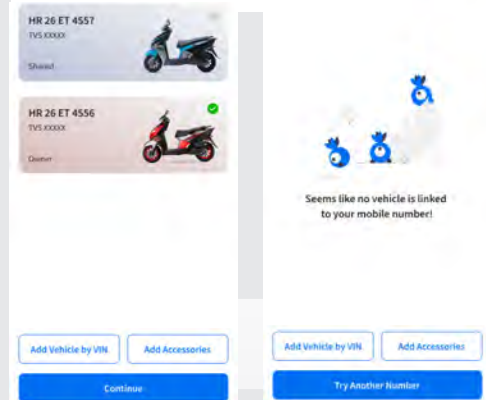 HR 26 ET 4557
TVS XXXXX
Shared
HR 26 ET 4556
TVS XXXXX
Owner
Add Vehicle by VIN
Add Accessories
Continue
Seems like no vehicle is linked
to your mobile number!
Add Vehicle by VIN
Add Accessories
Try Another Number